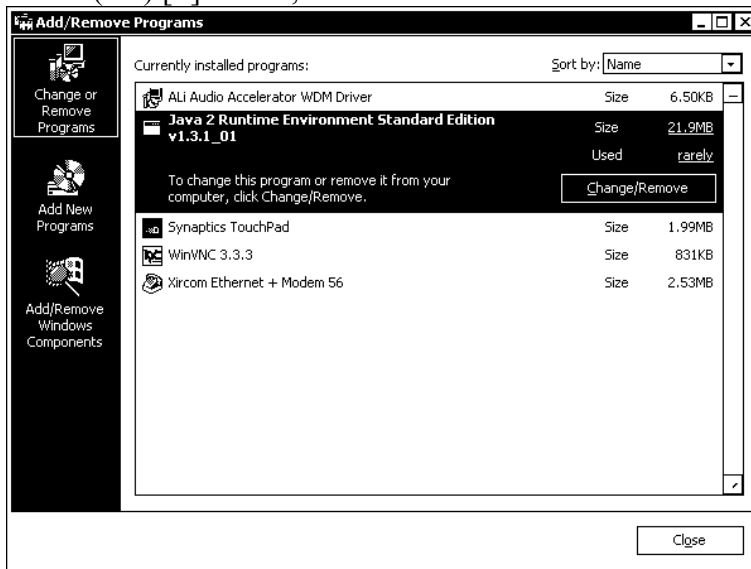 Add/Remove Programs
Change or
Remove
Programs
Add New
Programs
Add/Remove
Windows
Components
Currently installed programs:
Sort by: Name
ALi Audio Accelerator WDM Driver Size 6.50KB
Java 2 Runtime Environment Standard Edition
v1.3.1_01
Size 21.9MB
Used rarely
To change this program or remove it from your
computer, click Change/Remove.
Change/Remove
Synaptics TouchPad Size 1.99MB
WinVNC 3.3.3 Size 831KB
Xircom Ethernet + Modem 56 Size 2.53MB
Close